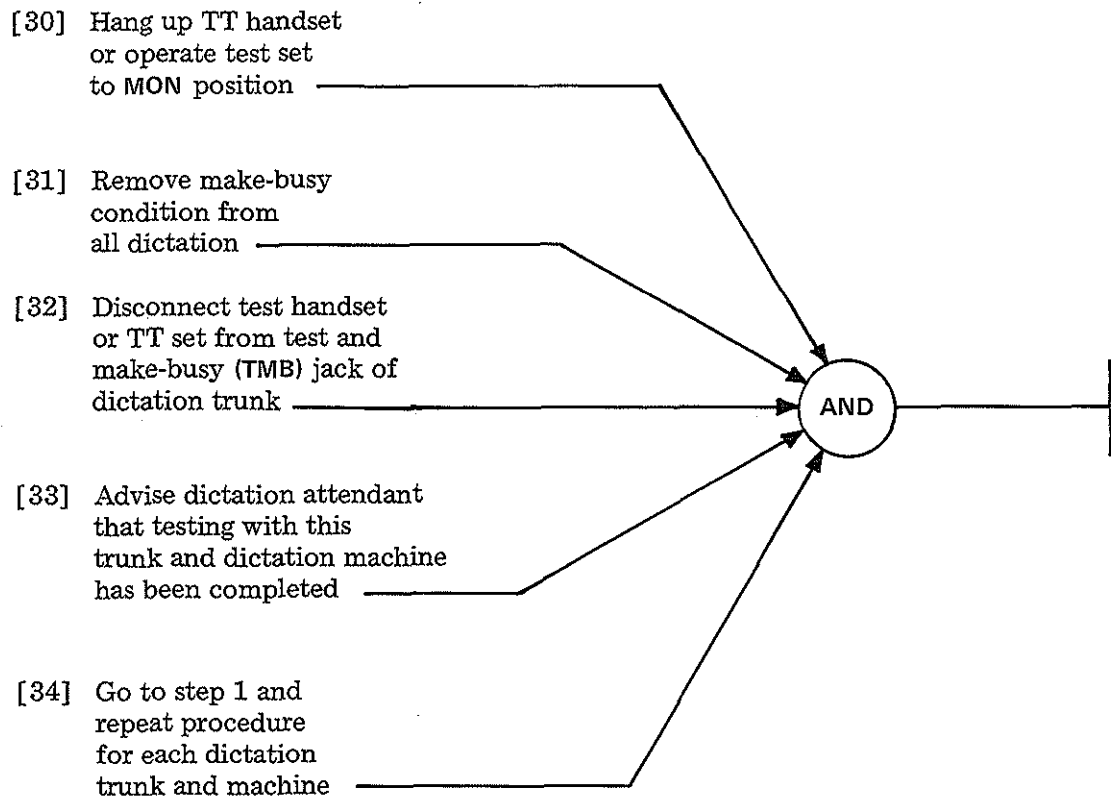 [30] Hang up TT handset
or operate test set
to MON position
[31] Remove make-busy
condition from
all dictation
[32] Disconnect test handset
or TT set from test and
make-busy (TMB) jack of
dictation trunk
AND
[33] Advise dictation attendant
that testing with this
trunk and dictation machine
has been completed
[34] Go to step 1 and
repeat procedure
for each dictation
trunk and machine